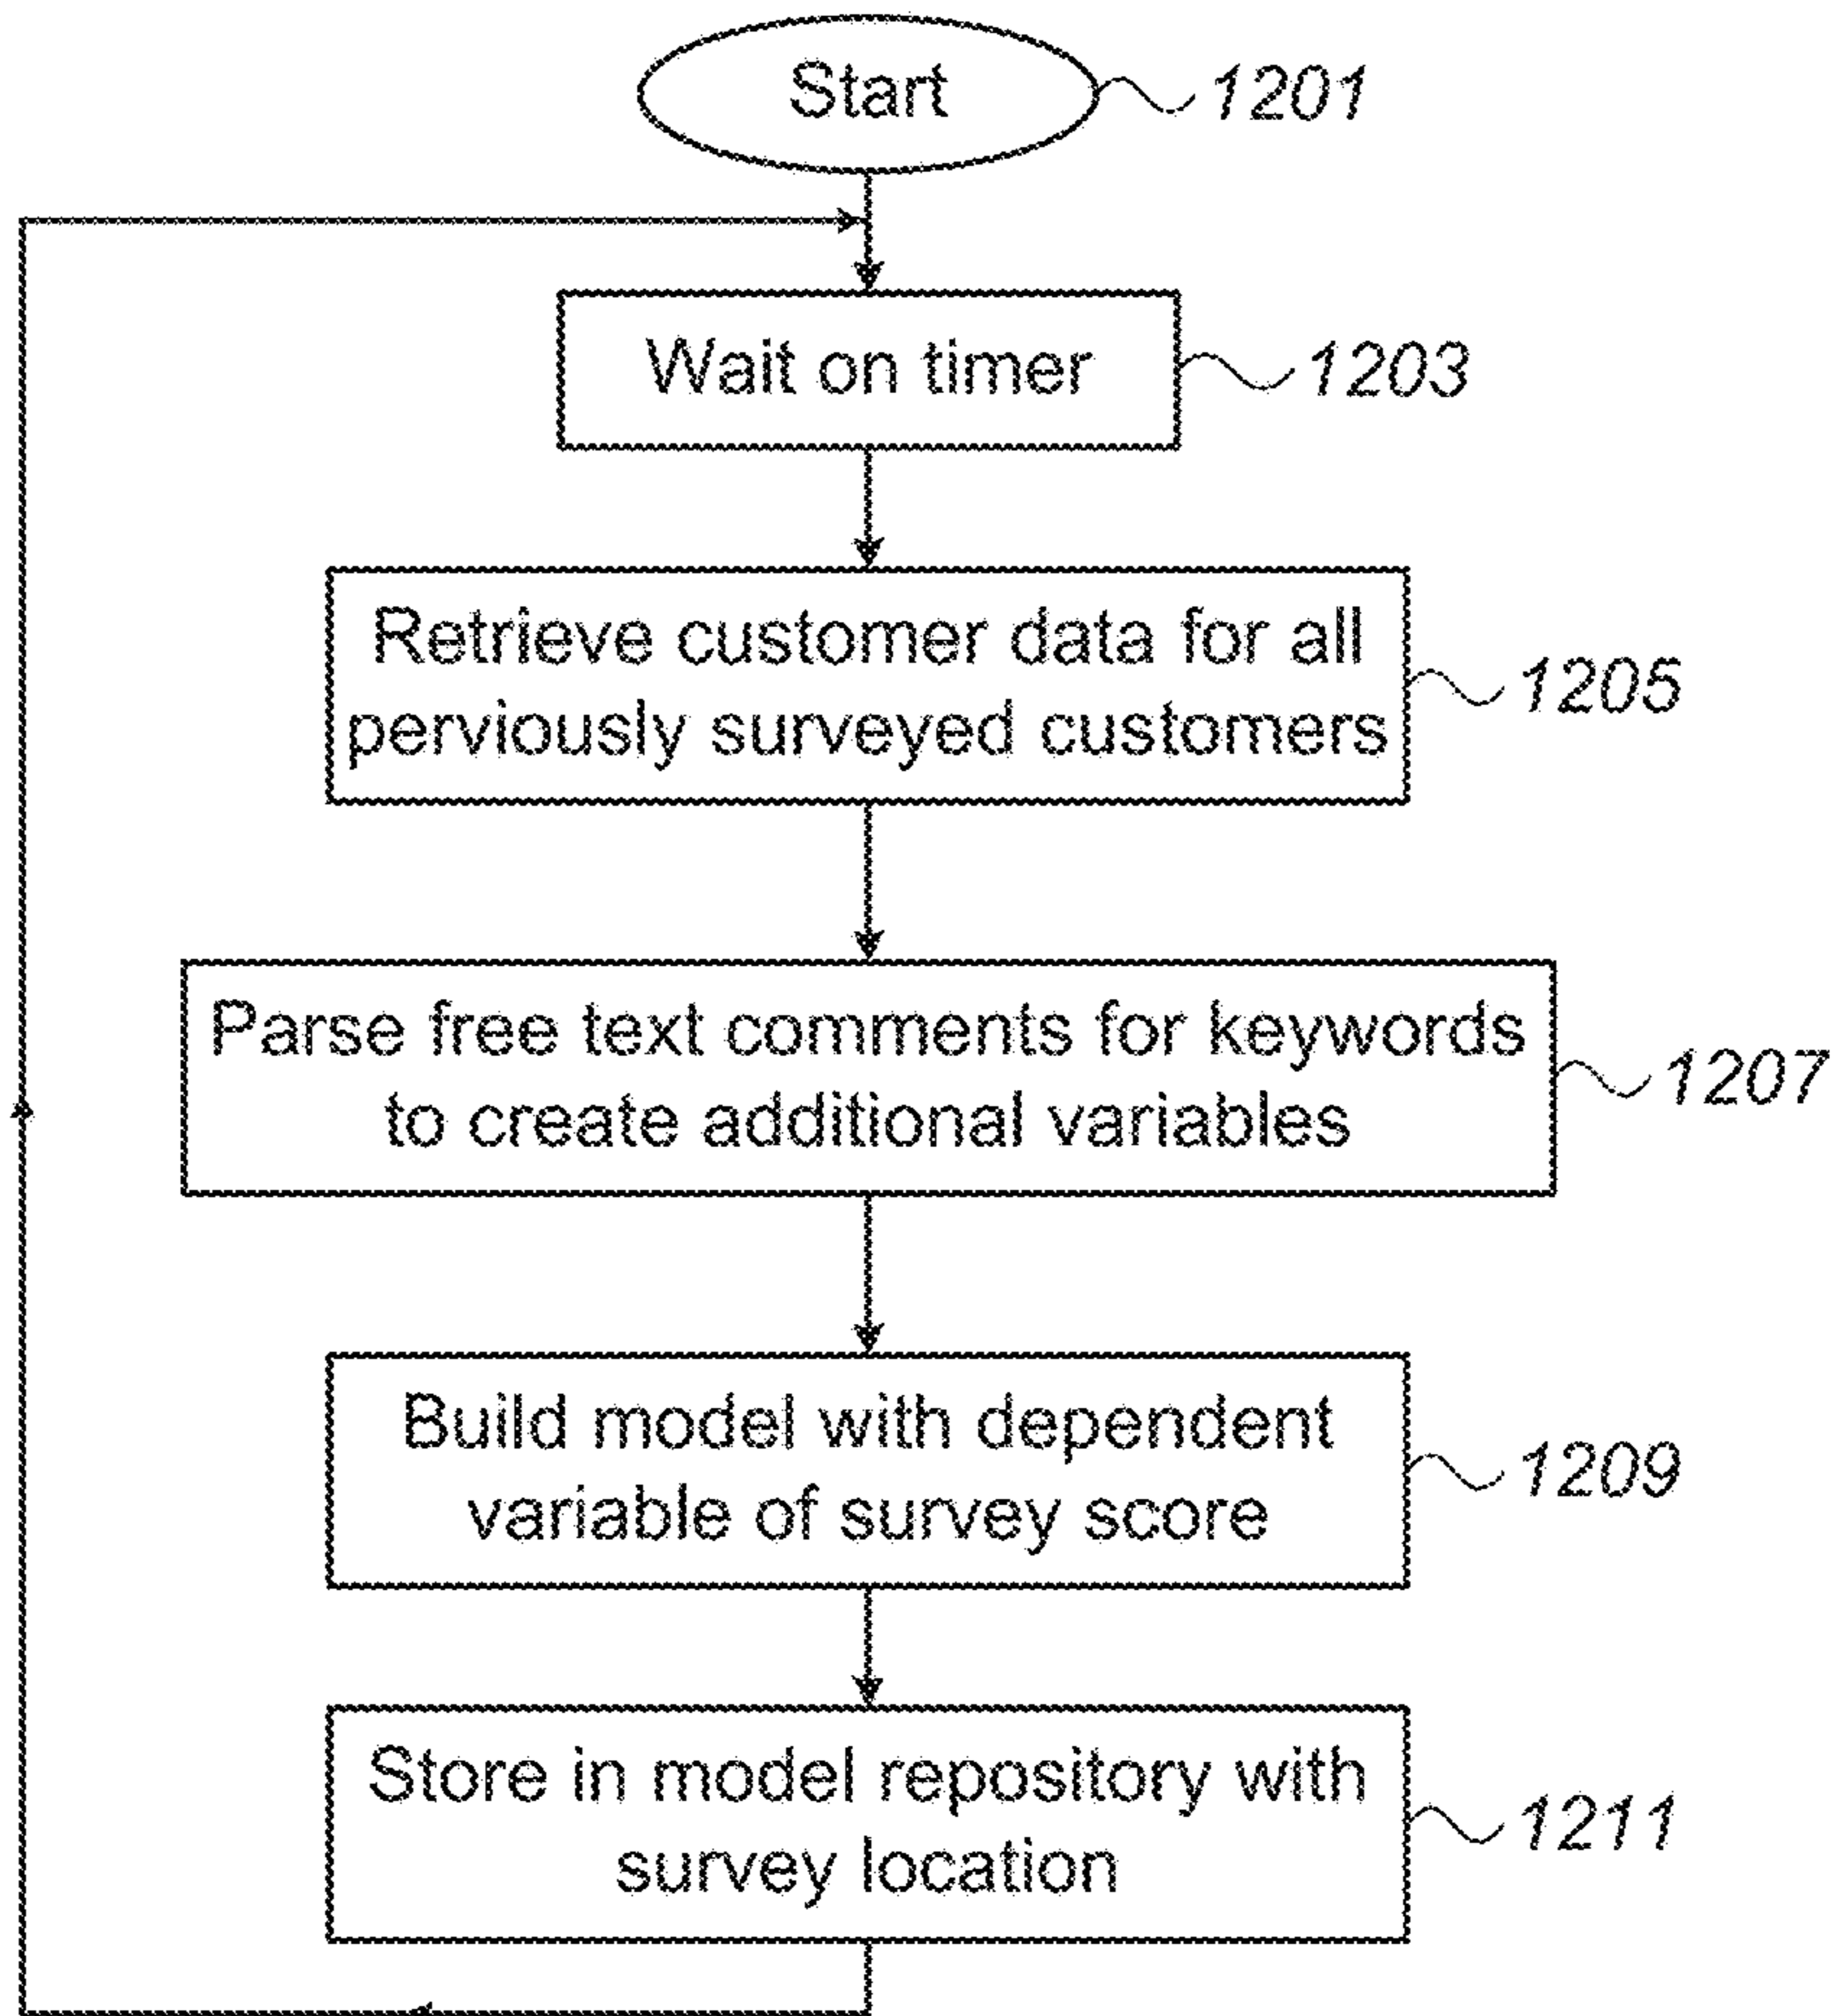 Start 1201
Wait on timer 1203
Retrieve customer data for all
perviously surveyed customers
1205
Parse free text comments for keywords
to create additional variables
1207
Build model with dependent
variable of survey score
1209
Store in model repository with
survey location
1211